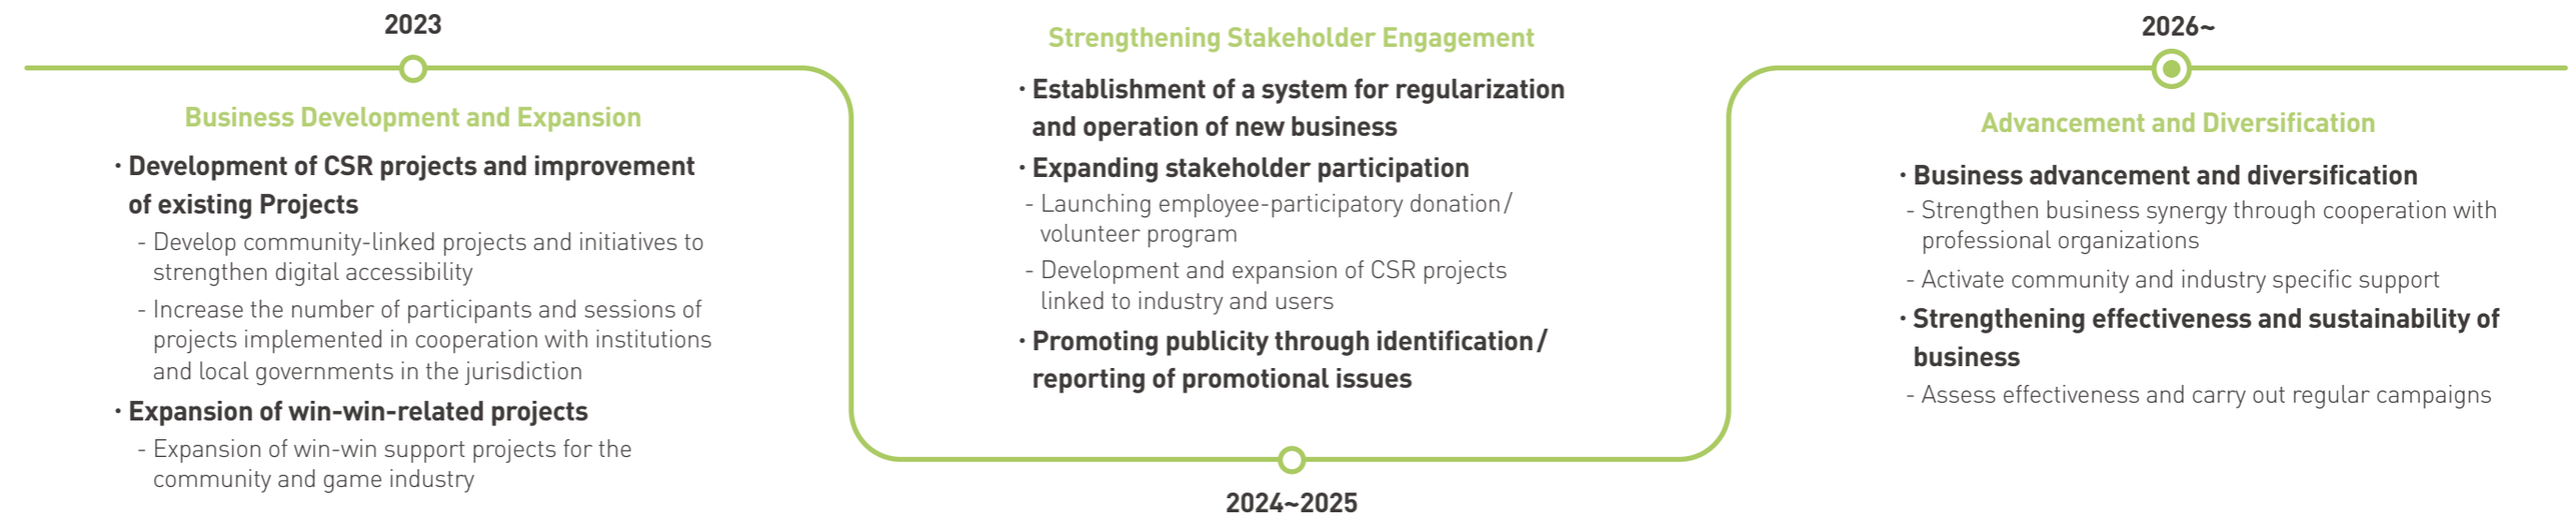 2023
Business Development and Expansion
· Development of CSR projects and improvement
of existing Projects
- Develop community-linked projects and initiatives to
strengthen digital accessibility
- Increase the number of participants and sessions of
projects implemented in cooperation with institutions
and local governments in the jurisdiction
· Expansion of win-win-related projects
- Expansion of win-win support projects for the
community and game industry
Strengthening Stakeholder Engagement
· Establishment of a system for regularization
and operation of new business
· Expanding stakeholder participation
- Launching employee-participatory donation/
volunteer program
- Development and expansion of CSR projects
linked to industry and users
· Promoting publicity through identification/
reporting of promotional issues
2024~2025
2026~
Advancement and Diversification
· Business advancement and diversification
- Strengthen business synergy through cooperation with
professional organizations
- Activate community and industry specific support
· Strengthening effectiveness and sustainability of
business
- Assess effectiveness and carry out regular campaigns